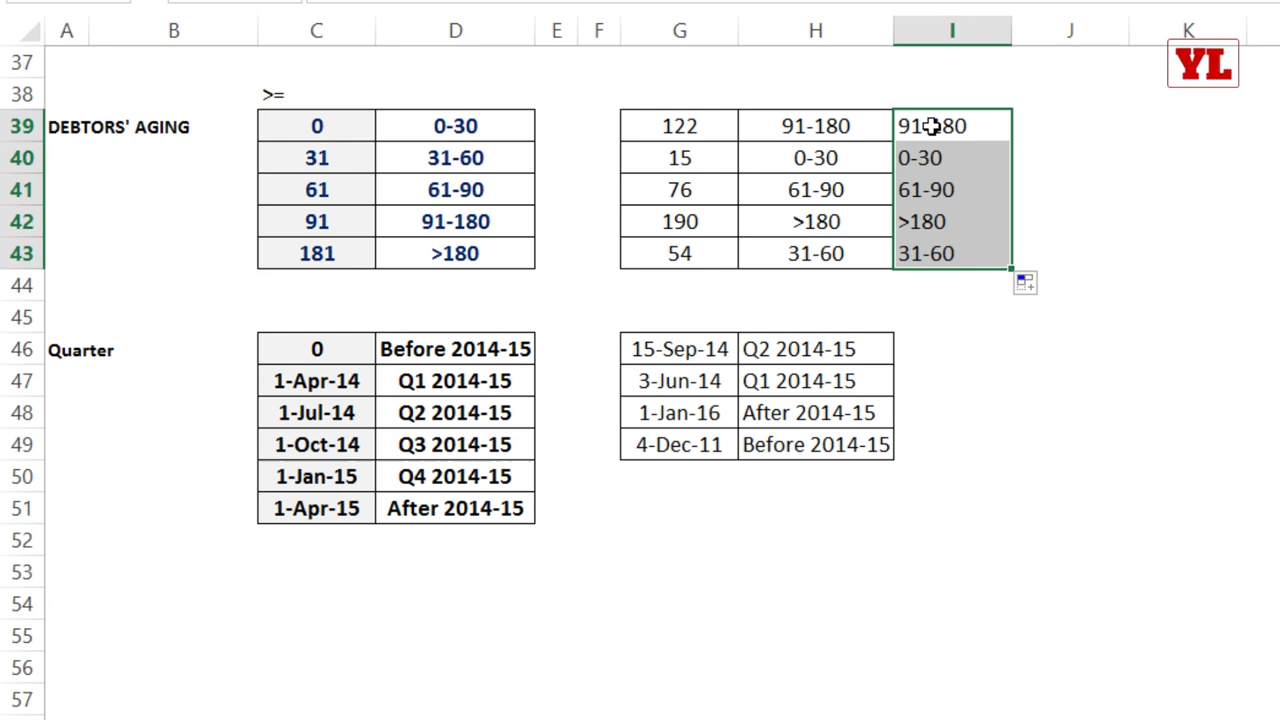 A B C D E F G H I J K
YL
37
38 >=
39 DEBTORS' AGING 0 0-30 122 91-180 91-180
40 31 31-60 15 0-30 0-30
41 61 61-90 76 61-90 61-90
42 91 91-180 190 >180 >180
43 181 >180 54 31-60 31-60
44
45
46 Quarter 0 Before 2014-15 15-Sep-14 Q2 2014-15
47 1-Apr-14 Q1 2014-15 3-Jun-14 Q1 2014-15
48 1-Jul-14 Q2 2014-15 1-Jan-16 After 2014-15
49 1-Oct-14 Q3 2014-15 4-Dec-11 Before 2014-15
50 1-Jan-15 Q4 2014-15
51 1-Apr-15 After 2014-15
52
53
54
55
56
57